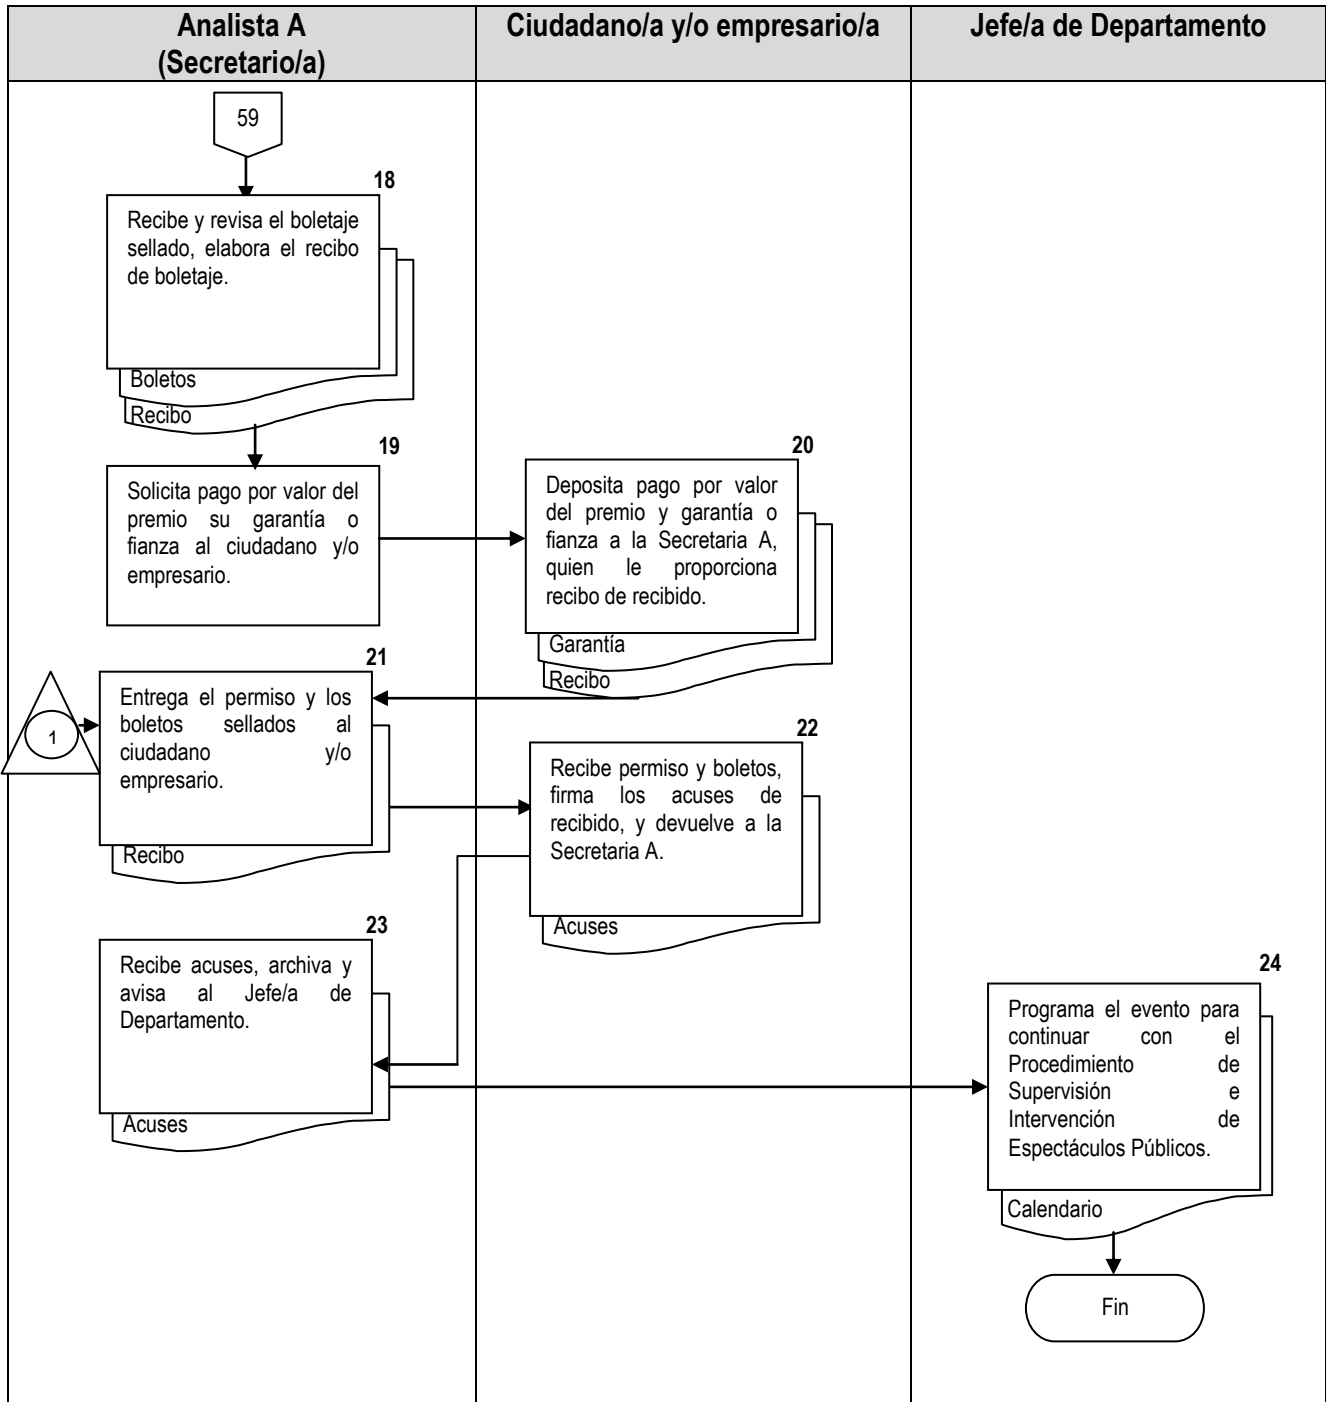 Analista A
(Secretario/a)
Ciudadano/a y/o empresario/a
Jefe/a de Departamento
59
18
Recibe y revisa el boletaje
sellado, elabora el recibo
de boletaje.
Boletos
Recibo
19
Solicita pago por valor del
premio su garantía o
fianza al ciudadano y/o
empresario.
20
Deposita pago por valor
del premio y garantía o
fianza a la Secretaria A,
quien le proporciona
recibo de recibido.
Garantía
Recibo
21
1
Entrega el permiso y los
boletos sellados al
ciudadano y/o
empresario.
Recibo
22
Recibe permiso y boletos,
firma los acuses de
recibido, y devuelve a la
Secretaria A.
Acuses
23
Recibe acuses, archiva y
avisa al Jefe/a de
Departamento.
Acuses
24
Programa el evento para
continuar con el
Procedimiento de
Supervisión e
Intervención de
Espectáculos Públicos.
Calendario
Fin